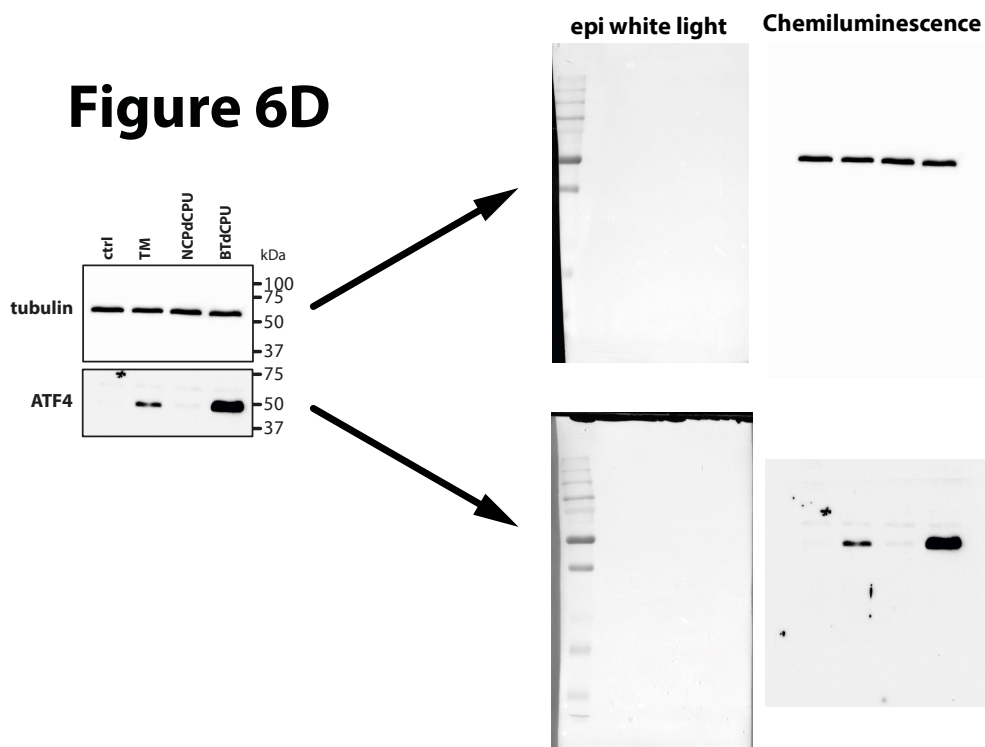 epi white light
Chemiluminescence
Figure 6D
ctrl
TM
NCPdCPU
BTdCPU
kDa
tubulin
100
75
50
37
ATF4
75
50
37